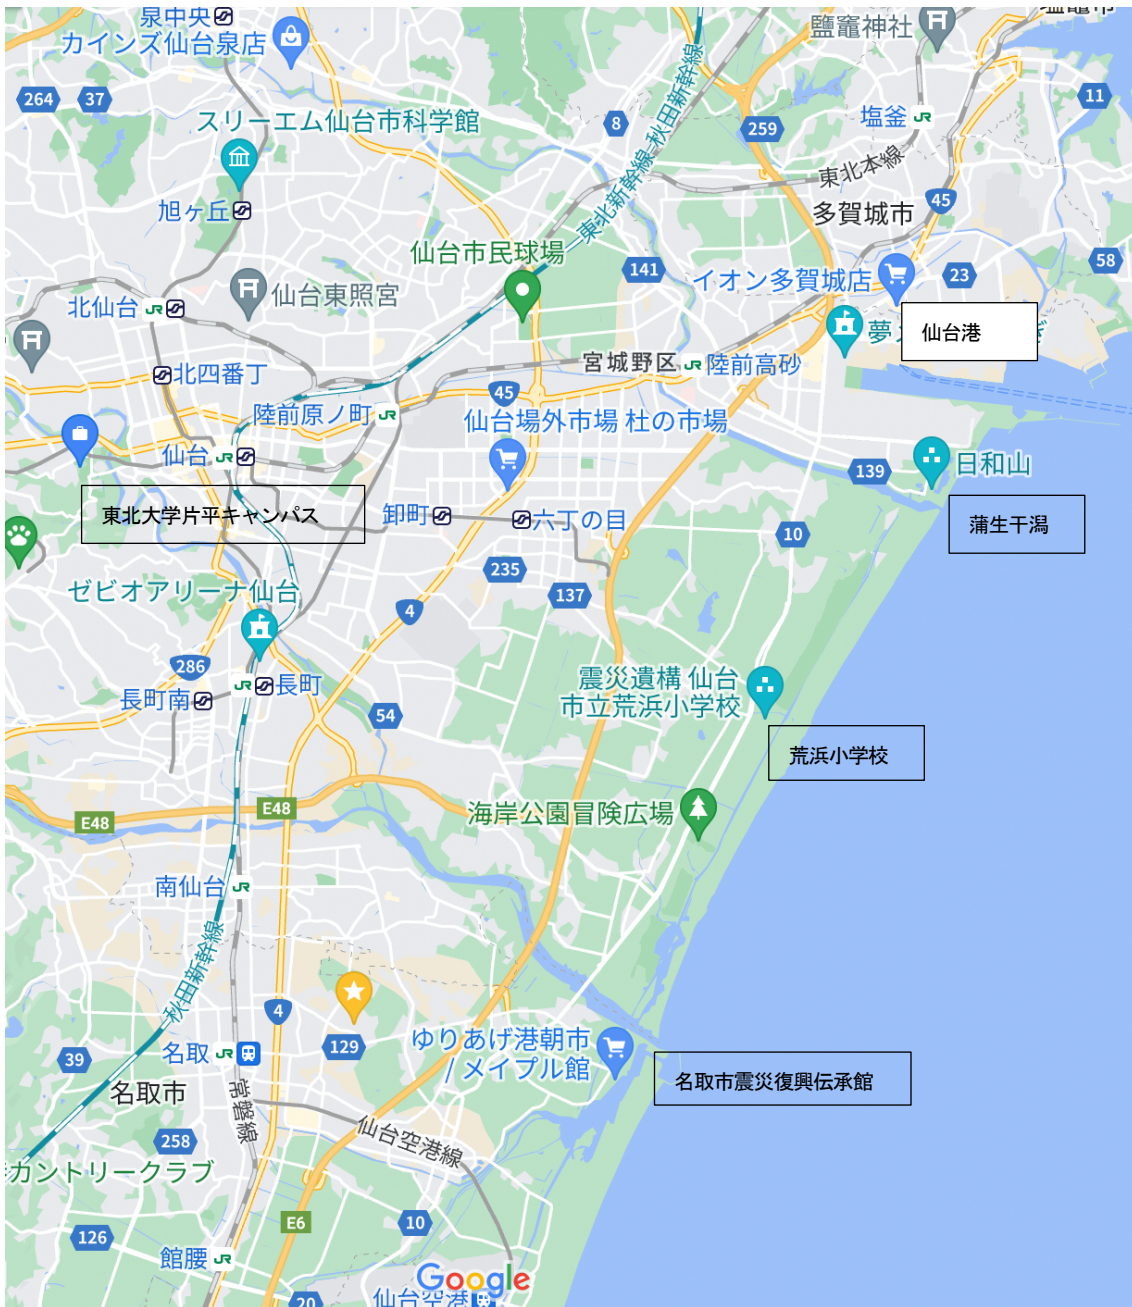 泉中央
カインズ仙台泉店
264
37
鹽竈神社
11
8
259
スリーエム仙台市科学館
塩釜
東北本線
秋田新幹線
東北新幹線
旭ヶ丘
45
多賀城市
仙台市民球場
141
イオン多賀城店
23
58
仙台東照宮
北仙台
仙台港
夢
宮城野区
陸前高砂
北四番丁
45
陸前原ノ町
仙台場外市場 杜の市場
仙台
139
日和山
東北大学片平キャンパス
卸町
六丁の目
10
蒲生干潟
235
137
ゼビオアリーナ仙台
4
286
長町南
長町
震災遺構 仙台
市立荒浜小学校
54
荒浜小学校
E48
E48
海岸公園冒険広場
南仙台
秋田新幹線
4
129
39
名取
ゆりあげ港朝市
/ メイプル館
名取市震災復興伝承館
名取市
常磐線
258
仙台空港線
カントリークラブ
126
E6
10
館腰
Google
20
仙台空港